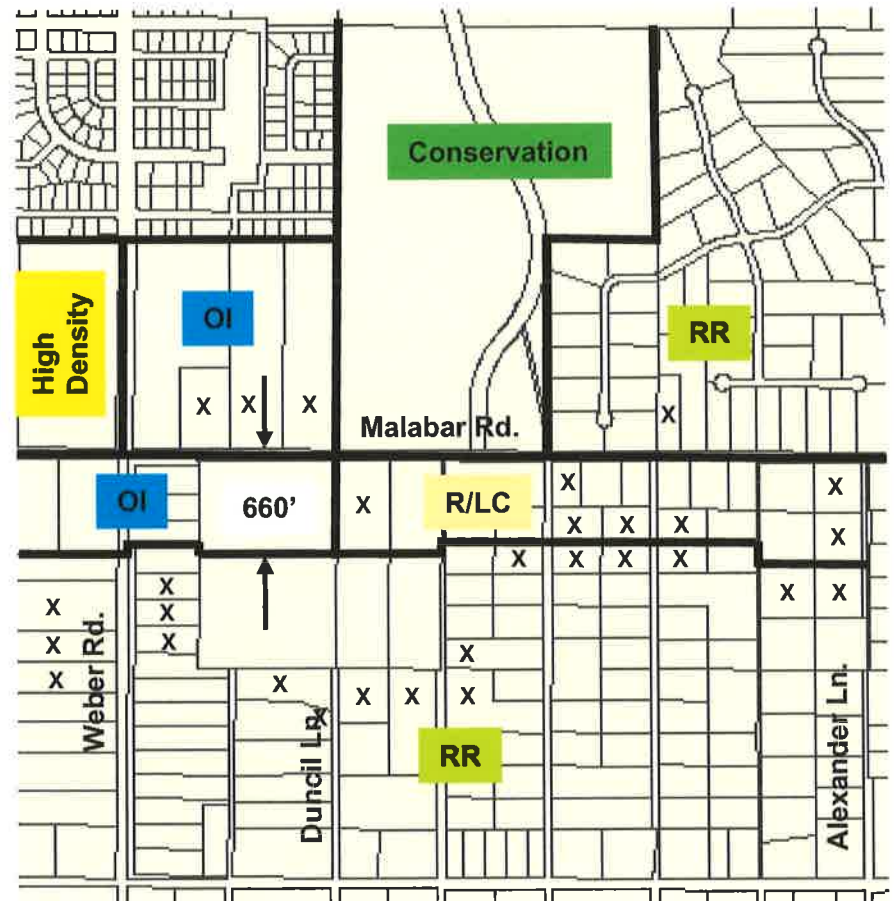 Conservation
High
Density
OI
RR
X X X
X
Malabar Rd.
OI
660'
X
R/LC
X
X X X
X
X
X X X X
X
X
X
X
X
X
X
X X
Weber Rd.
X
X
X
X X X
Duncil Ln.
RR
Alexander Ln.